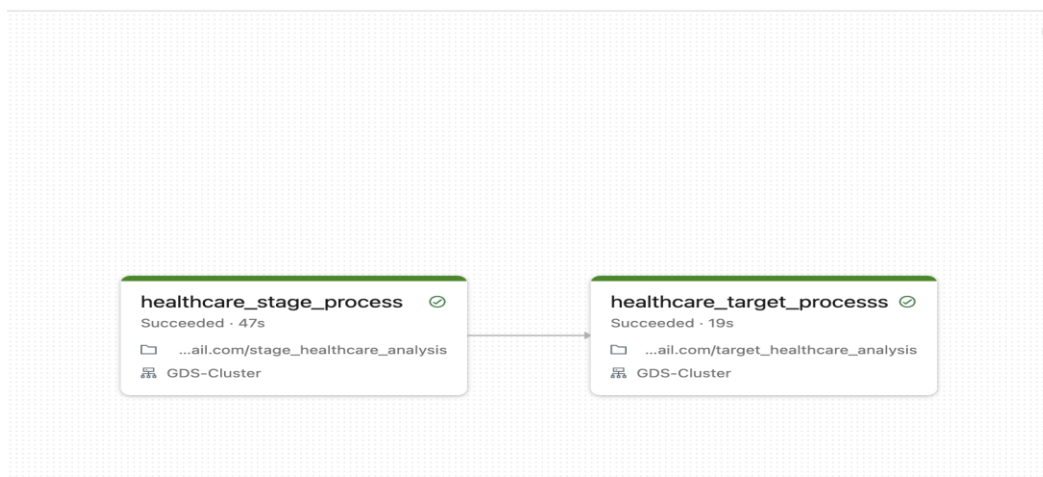 healthcare_stage_process
Succeeded · 47s
...ail.com/stage_healthcare_analysis
GDS-Cluster
healthcare_target_processs
Succeeded · 19s
...ail.com/target_healthcare_analysis
GDS-Cluster